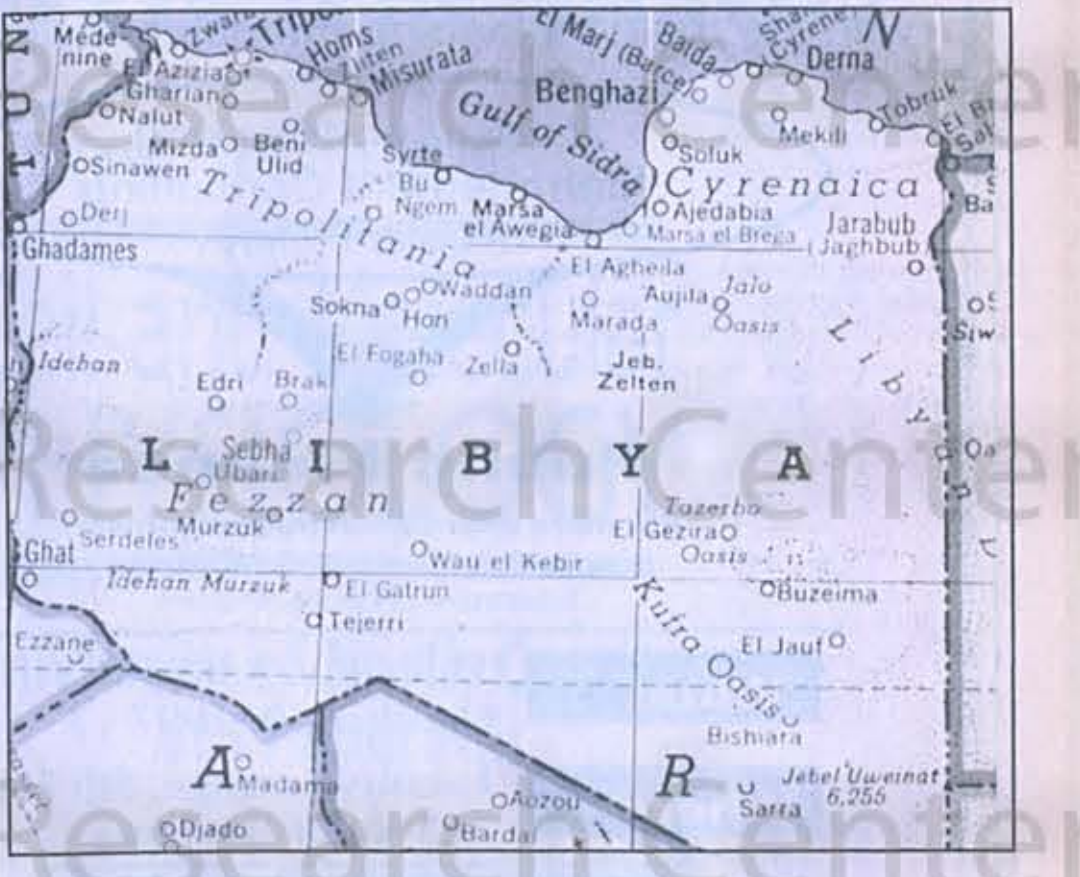 Mede-
nine
Zwara
Tripo
Homs
Zliten
Misurata
El Azizia
Gharian
Nalut
Mizda
Beni
Ulid
Sinawen
Tripolitania
Derj
Ghadames
Syrte
Bu
Ngem
Gulf of Sidra
El Marj (Barce)
Barda
Cyrene
Derna
N
Benghazi
Tobruk
Mekili
Soluk
Cyrenaica
Marsa
el Awegia
Ajedabia
Marsa el Brega
Jarabub
(Jaghbub)
El Agheila
Sokna
Waddan
Hon
Marada
Aujila
Jalo
Oasis
El Fogaha
Zella
Jeb.
Zelten
Idehan
Edri
Brak
Sebha
Ubari
LIBYA
Fezzan
Murzuk
Serdeles
Ghat
Wau el Kebir
Tazerbo
El Gezira
Oasis
Idehan Murzuk
El Gatrun
Buzeima
Tejerri
Kufra Oasis
El Jauf
Ezzane
Bishiara
A
Madama
R
Jebel 'Uweinat
6,255
Sarra
Aozou
Djado
Bardai
Research Center
Research Center
Research Center